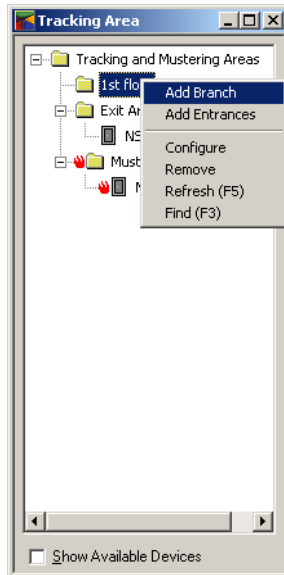 Tracking Area
Tracking and Mustering Areas
1st flo
Add Branch
Exit Ar
Add Entrances
NS
Configure
Must
Remove
Refresh (F5)
Find (F3)
Show Available Devices